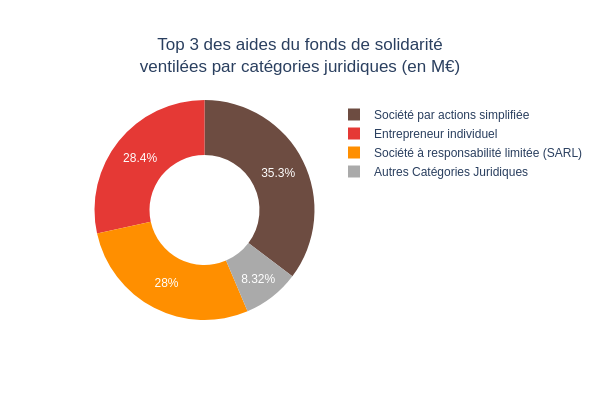 Top 3 des aides du fonds de solidarité
ventilées par catégories juridiques (en M€)
Société par actions simplifiée
Entrepreneur individuel
Société à responsabilité limitée (SARL)
Autres Catégories Juridiques
28.4%
35.3%
28%
8.32%